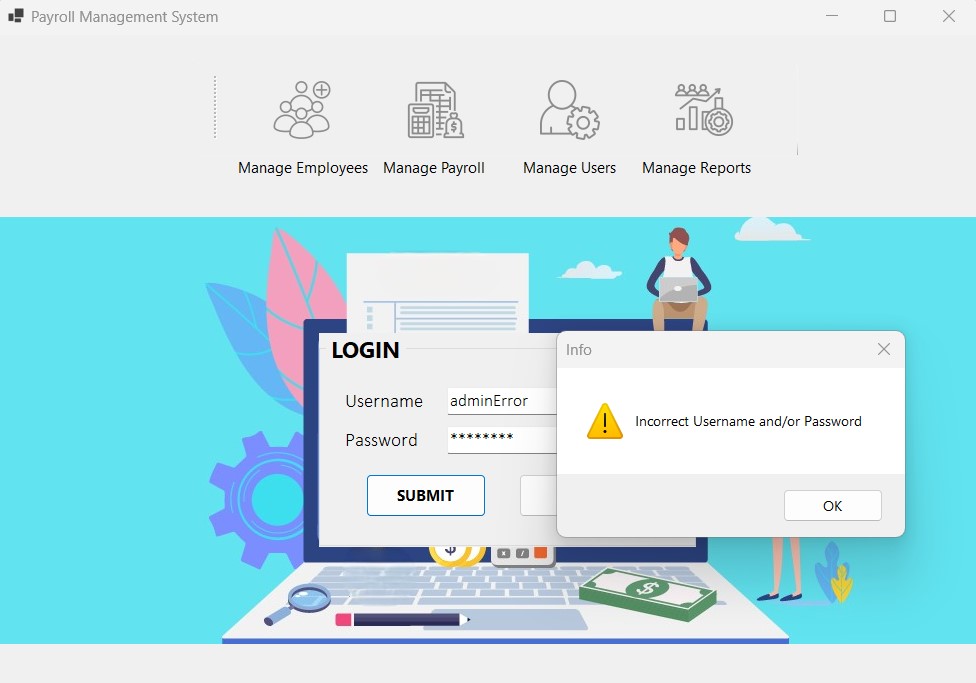 Payroll Management System
Manage Employees Manage Payroll Manage Users Manage Reports
LOGIN
Info
Username adminError
Incorrect Username and/or Password
Password ********
SUBMIT
OK
$
x / 
$